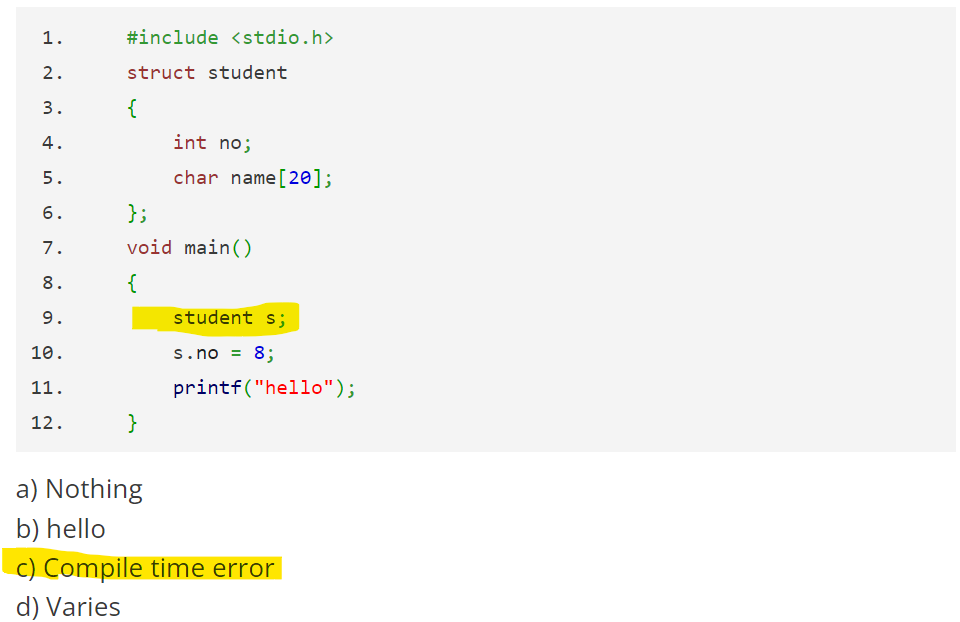 1. #include <stdio.h>
2. struct student
3. {
4. int no;
5. char name[20];
6. };
7. void main()
8. {
9. student s;
10. s.no = 8;
11. printf("hello");
12. }
a) Nothing
b) hello
c) Compile time error
d) Varies